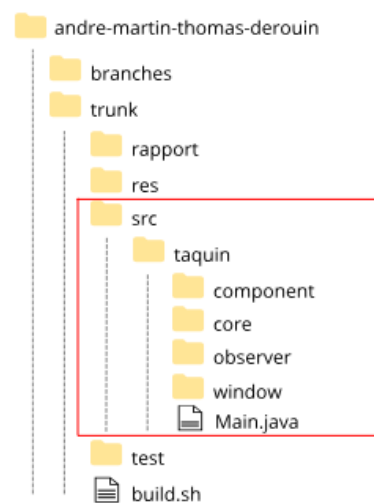 andre-martin-thomas-derouin
branches
trunk
rapport
res
src
taquin
component
core
observer
window
Main.java
test
build.sh